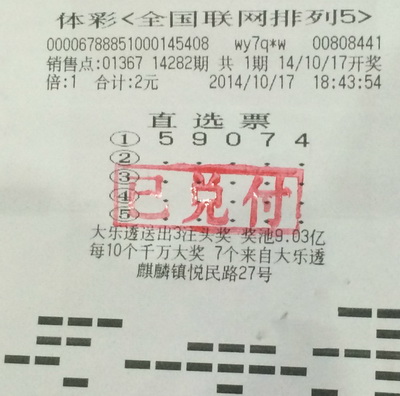 体彩<全国联网排列5>
00006788851000145408 wy7q*w 00808441
销售点:01367 14282期 共 1期 14/10/17开奖
倍:1 合计:2元 2014/10/17 18:43:54
直选票
① 5 9 0 7 4
② . . . . .
③ . . . . .
④ . . . . .
⑤ . . . . .
已兑付
大乐透送出3注头奖 奖池9.03亿
每10个千万大奖 7个来自大乐透
麒麟镇悦民路27号